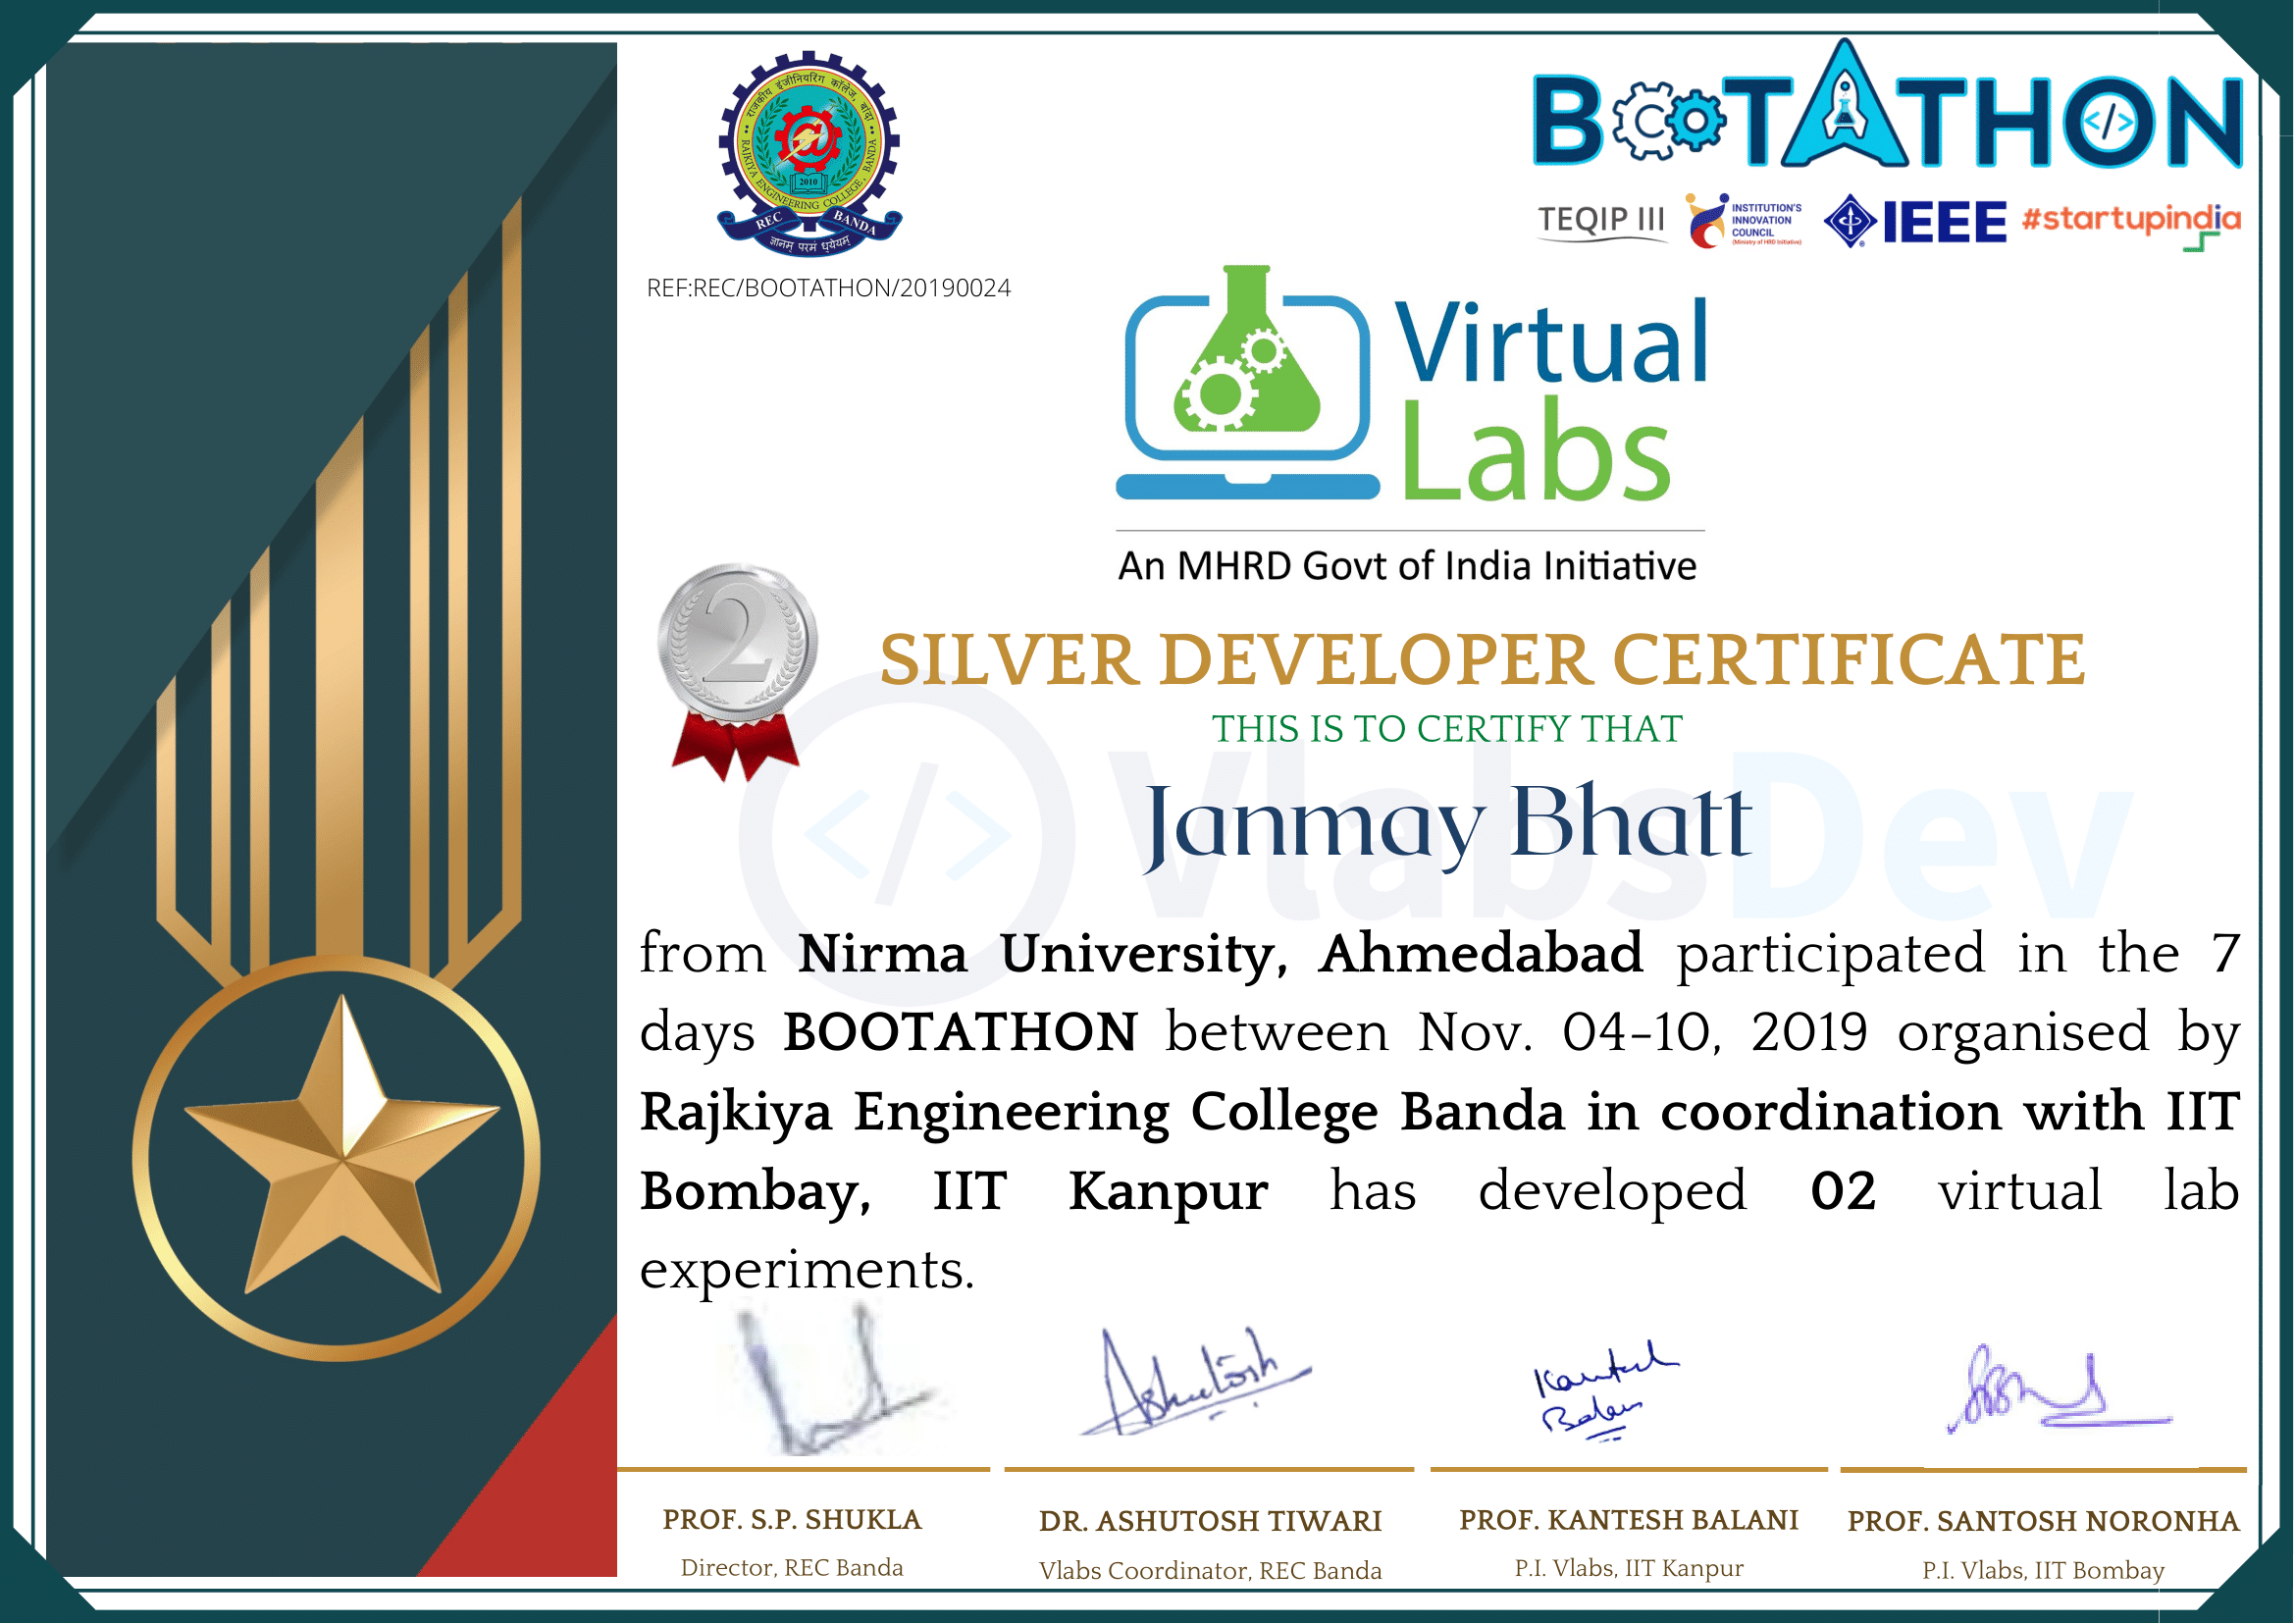 राजकीय इंजीनियरिंग कॉलेज, बांदा
RAJKIYA ENGINEERING COLLEGE, BANDA
@
2010
REC BANDA
ज्ञानम् परमं ध्येयम्
REF:REC/BOOTATHON/20190024
BOOTATHON
</>
TEQIP III
INSTITUTION'S
INNOVATION
COUNCIL
(Ministry of HRD Initiative)
IEEE
#startupindia
Virtual
Labs
An MHRD Govt of India Initiative
2
SILVER DEVELOPER CERTIFICATE
THIS IS TO CERTIFY THAT
Janmay Bhatt
</> VlabsDev
from Nirma University, Ahmedabad participated in the 7
days BOOTATHON between Nov. 04-10, 2019 organised by
Rajkiya Engineering College Banda in coordination with IIT
Bombay, IIT Kanpur has developed 02 virtual lab
experiments.
Ashutosh
Kantesh
Balani
PROF. S.P. SHUKLA
Director, REC Banda
DR. ASHUTOSH TIWARI
Vlabs Coordinator, REC Banda
PROF. KANTESH BALANI
P.I. Vlabs, IIT Kanpur
PROF. SANTOSH NORONHA
P.I. Vlabs, IIT Bombay